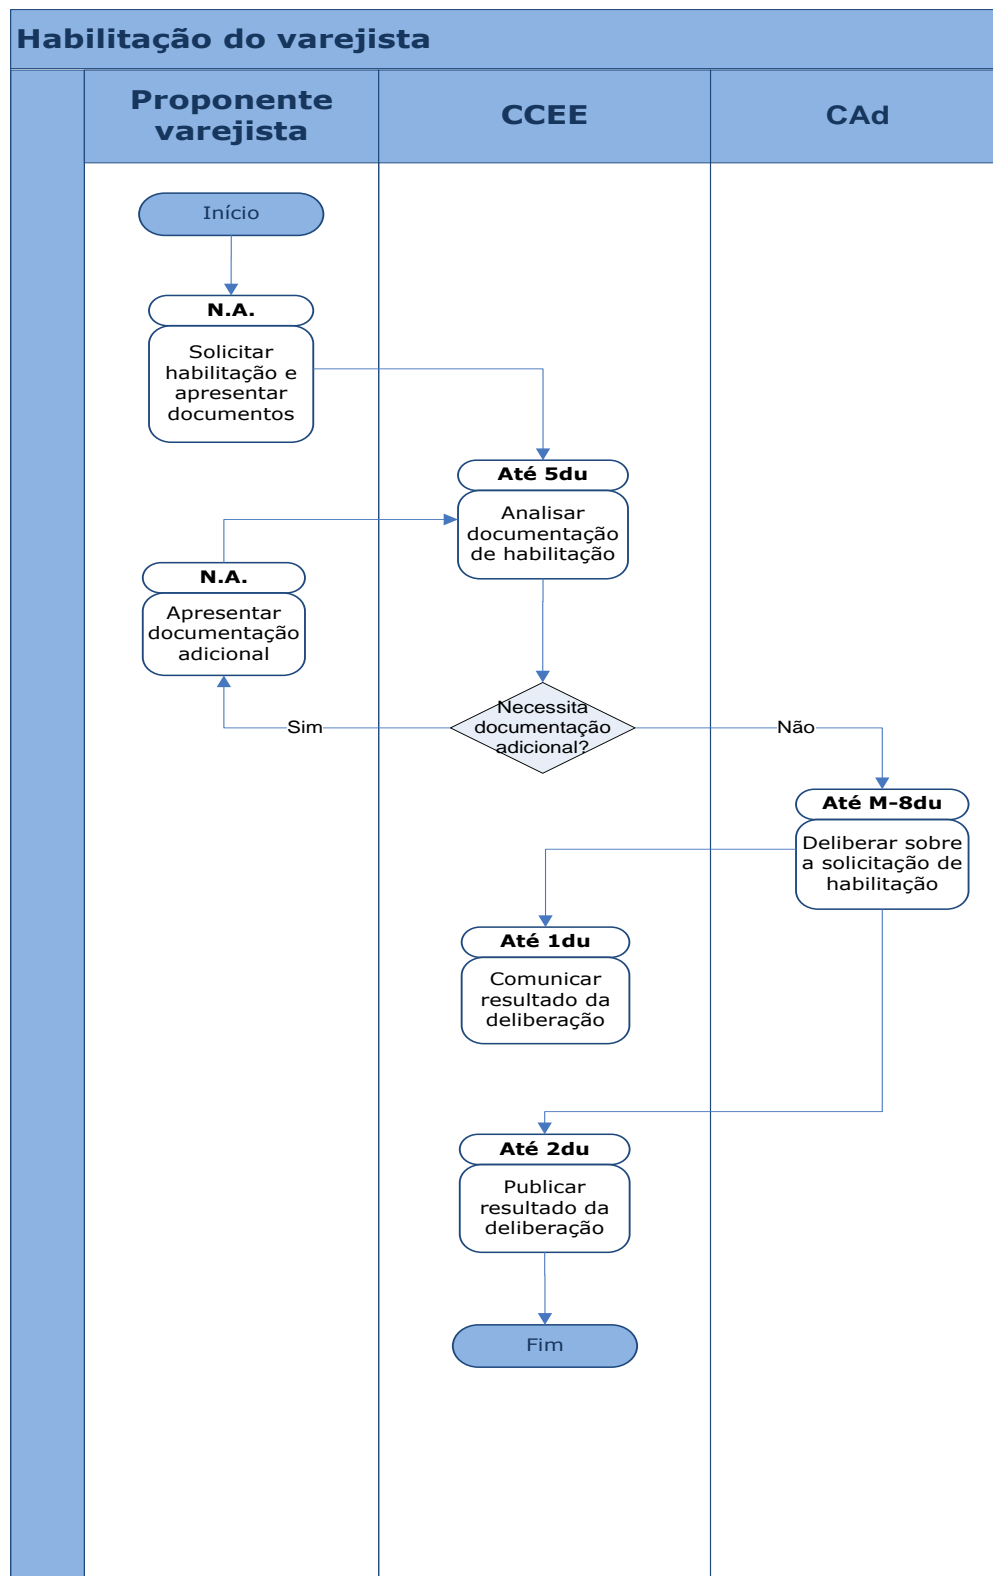 Habilitação do varejista
Proponente
varejista
CCEE
CAd
Início
N.A.
Solicitar
habilitação e
apresentar
documentos
Até 5du
Analisar
documentação
de habilitação
N.A.
Apresentar
documentação
adicional
Necessita
documentação
adicional?
Sim
Não
Até M-8du
Deliberar sobre
a solicitação de
habilitação
Até 1du
Comunicar
resultado da
deliberação
Até 2du
Publicar
resultado da
deliberação
Fim